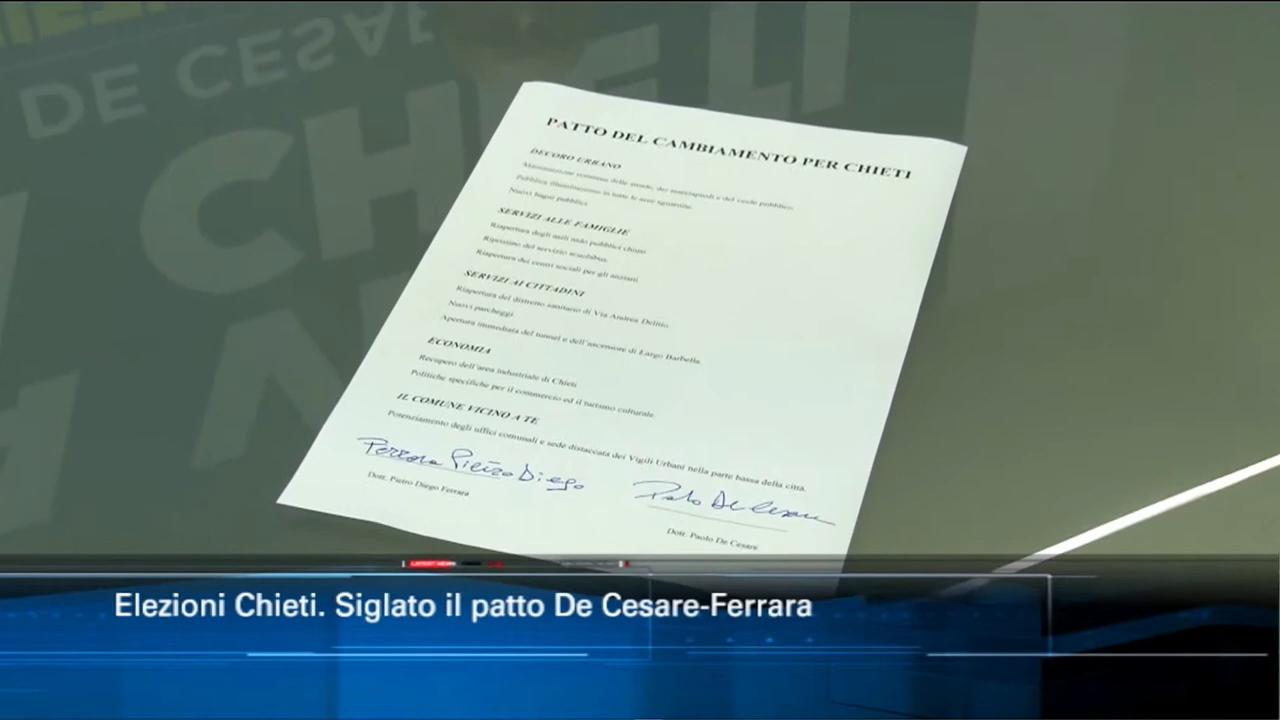 DE CESAR
CHIETI
PATTO DEL CAMBIAMENTO PER CHIETI
DECORO URBANO
Manutenzione continua delle strade, dei marciapiedi e del verde pubblico.
Pubblica illuminazione in tutte le aree sguarnite.
Nuovi bagni pubblici.
SERVIZI ALLE FAMIGLIE
Riapertura degli asili nido pubblici chiusi
Ripristino del servizio scuolabus.
Riapertura dei centri sociali per gli anziani
SERVIZI AI CITTADINI
Riapertura del distretto sanitario di Via Andrea Delitio.
Nuovi parcheggi.
Apertura immediata del tunnel e dell'ascensore di Largo Barbella.
ECONOMIA
Recupero dell'area industriale di Chieti
Politiche specifiche per il commercio ed il turismo culturale.
IL COMUNE VICINO A TE
Potenziamento degli uffici comunali e sede distaccata dei Vigili Urbani nella parte bassa della città.
Ferrara Pietro Diego
Paolo De Cesare
Dott. Pietro Diego Ferrara
Dott. Paolo De Cesare
LATEST NEWS
Elezioni Chieti. Siglato il patto De Cesare-Ferrara